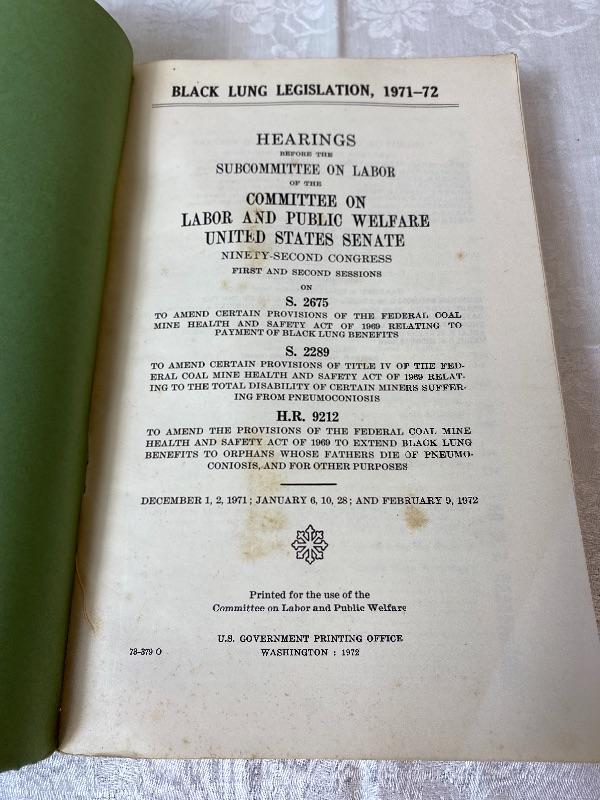 BLACK LUNG LEGISLATION, 1971–72
HEARINGS
BEFORE THE
SUBCOMMITTEE ON LABOR
OF THE
COMMITTEE ON
LABOR AND PUBLIC WELFARE
UNITED STATES SENATE
NINETY-SECOND CONGRESS
FIRST AND SECOND SESSIONS
ON
S. 2675
TO AMEND CERTAIN PROVISIONS OF THE FEDERAL COAL
MINE HEALTH AND SAFETY ACT OF 1969 RELATING TO
PAYMENT OF BLACK LUNG BENEFITS
S. 2289
TO AMEND CERTAIN PROVISIONS OF TITLE IV OF THE FED-
ERAL COAL MINE HEALTH AND SAFETY ACT OF 1969 RELAT-
ING TO THE TOTAL DISABILITY OF CERTAIN MINERS SUFFER-
ING FROM PNEUMOCONIOSIS
H.R. 9212
TO AMEND THE PROVISIONS OF THE FEDERAL COAL MINE
HEALTH AND SAFETY ACT OF 1969 TO EXTEND BLACK LUNG
BENEFITS TO ORPHANS WHOSE FATHERS DIE OF PNEUMO-
CONIOSIS, AND FOR OTHER PURPOSES
DECEMBER 1, 2, 1971; JANUARY 6, 10, 28; AND FEBRUARY 9, 1972
Printed for the use of the
Committee on Labor and Public Welfare
U.S. GOVERNMENT PRINTING OFFICE
78-379 O WASHINGTON : 1972